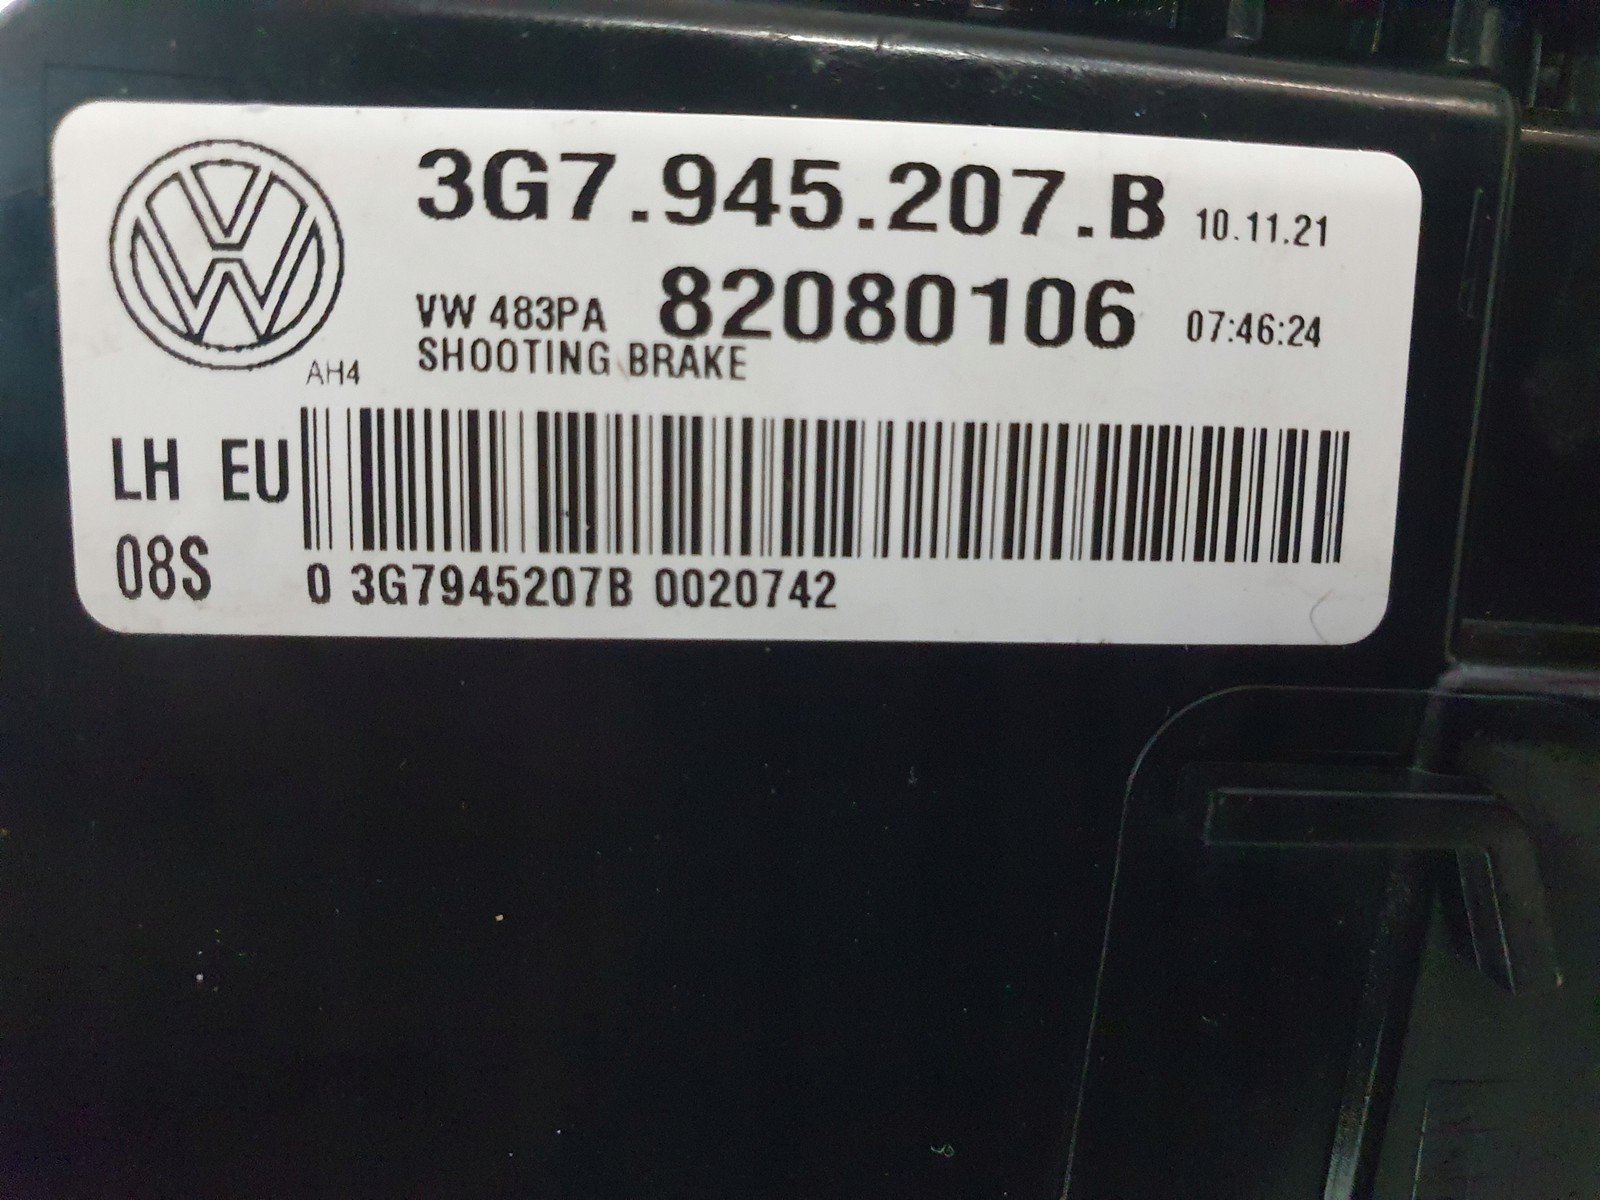 3G7.945.207.B 10.11.21
VW 483PA 82080106 07:46:24
SHOOTING BRAKE
AH4
LH EU
08S
0 3G7945207B 0020742